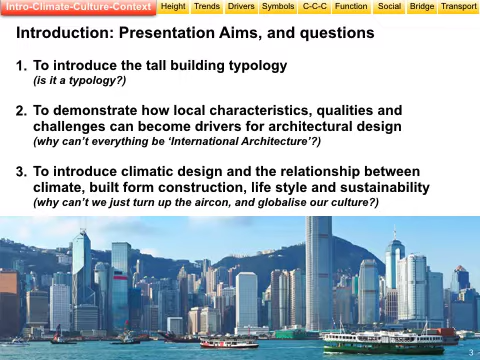 Intro-Climate-Culture-Context Height Trends Drivers Symbols C-C-C Function Social Bridge Transport
Introduction: Presentation Aims, and questions
1. To introduce the tall building typology
(is it a typology?)
2. To demonstrate how local characteristics, qualities and
challenges can become drivers for architectural design
(why can’t everything be ‘International Architecture’?)
3. To introduce climatic design and the relationship between
climate, built form construction, life style and sustainability
(why can’t we just turn up the aircon, and globalise our culture?)
3